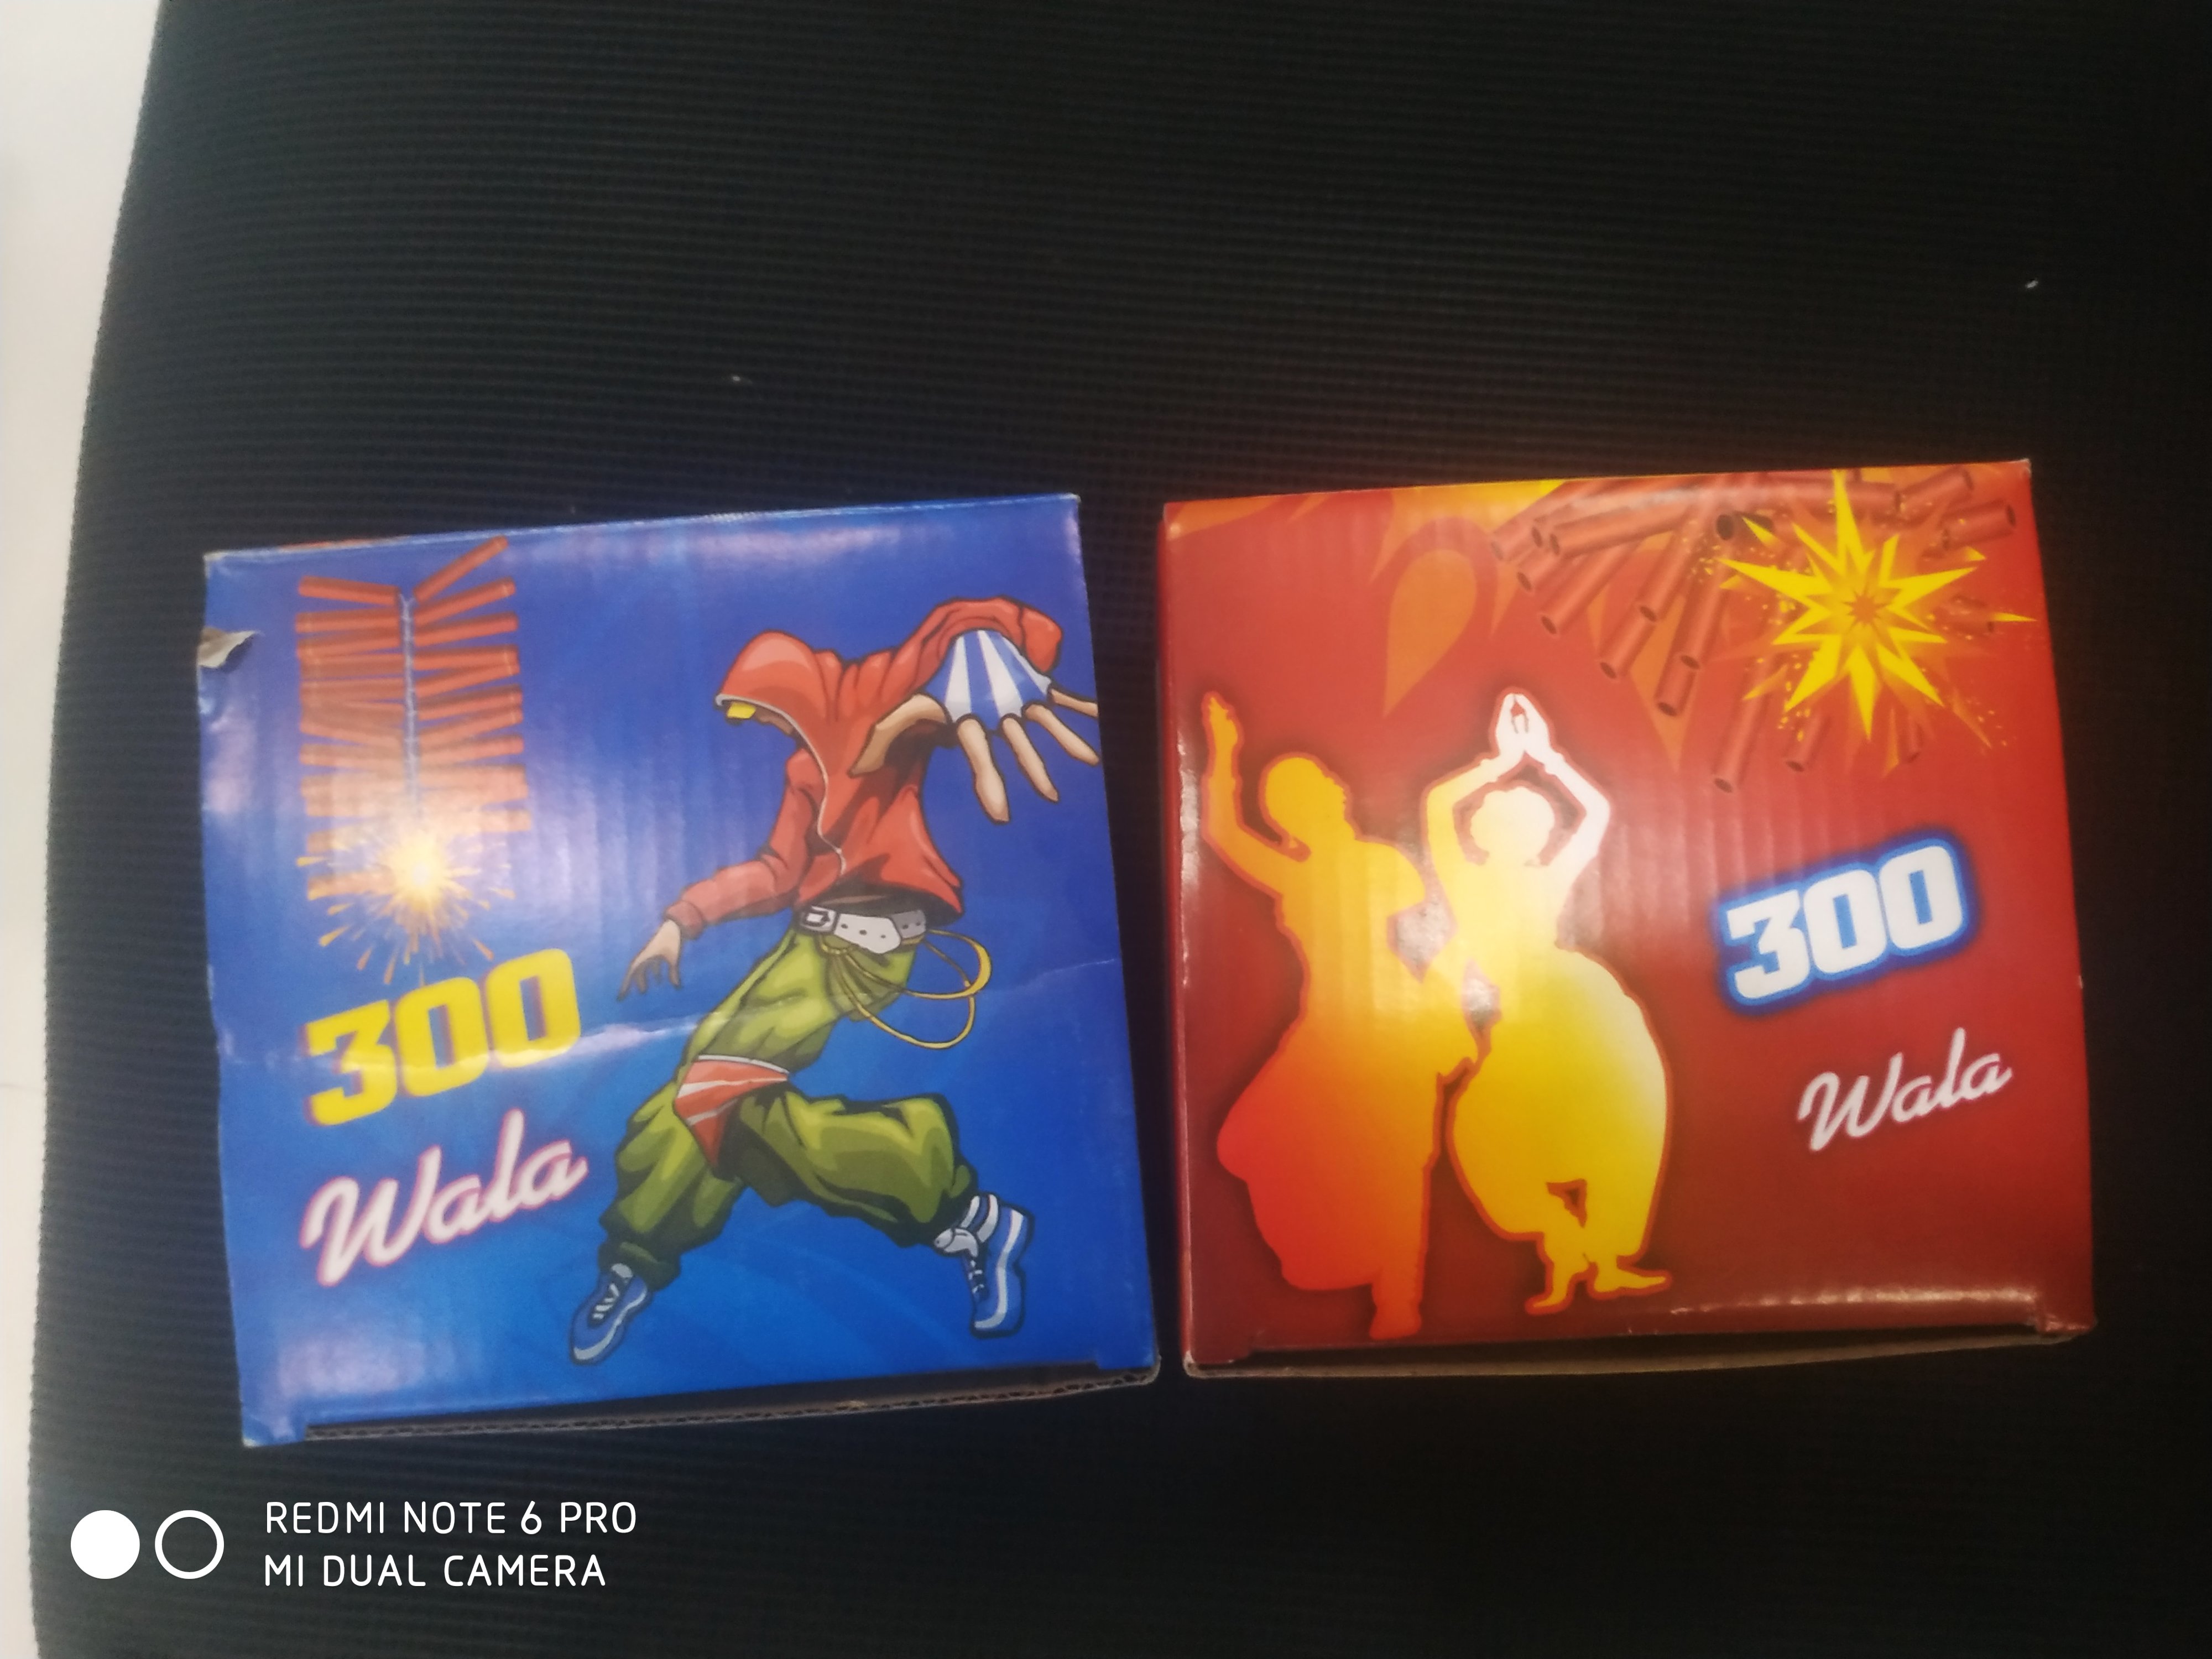 300
Wala
300
Wala
REDMI NOTE 6 PRO
MI DUAL CAMERA